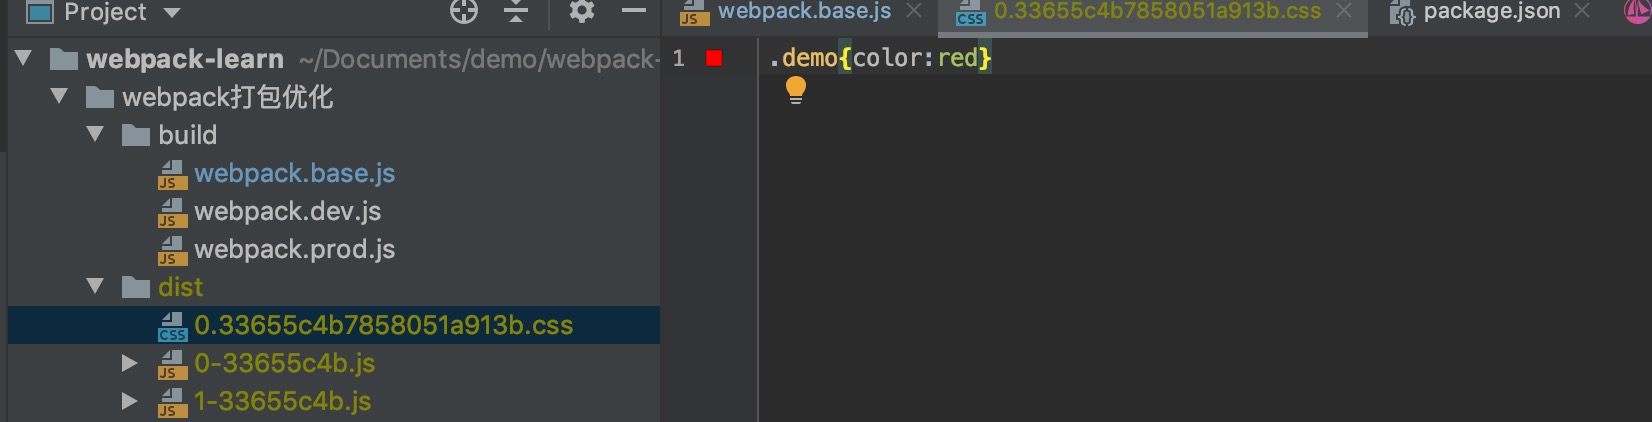 Project
webpack.base.js
0.33655c4b7858051a913b.css
package.json
webpack-learn ~/Documents/demo/webpack-
webpack打包优化
build
webpack.base.js
webpack.dev.js
webpack.prod.js
dist
0.33655c4b7858051a913b.css
0-33655c4b.js
1-33655c4b.js
1 .demo{color:red}